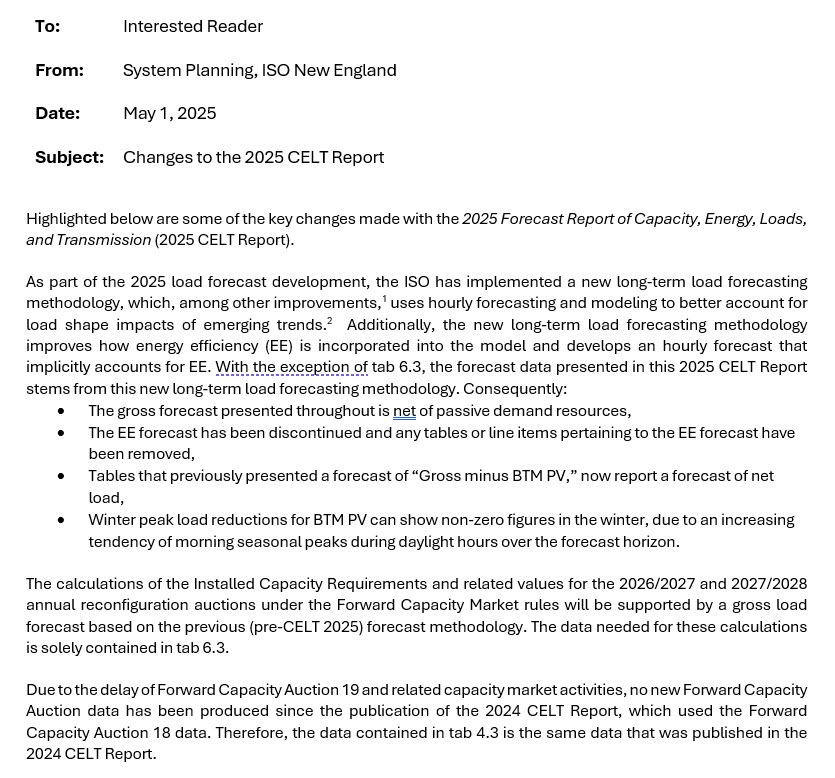 To: Interested Reader
From: System Planning, ISO New England
Date: May 1, 2025
Subject: Changes to the 2025 CELT Report
Highlighted below are some of the key changes made with the 2025 Forecast Report of Capacity, Energy, Loads,
and Transmission (2025 CELT Report).
As part of the 2025 load forecast development, the ISO has implemented a new long-term load forecasting
methodology, which, among other improvements,1 uses hourly forecasting and modeling to better account for
load shape impacts of emerging trends.2 Additionally, the new long-term load forecasting methodology
improves how energy efficiency (EE) is incorporated into the model and develops an hourly forecast that
implicitly accounts for EE. With the exception of tab 6.3, the forecast data presented in this 2025 CELT Report
stems from this new long-term load forecasting methodology. Consequently:
• The gross forecast presented throughout is net of passive demand resources,
• The EE forecast has been discontinued and any tables or line items pertaining to the EE forecast have
been removed,
• Tables that previously presented a forecast of “Gross minus BTM PV,” now report a forecast of net
load,
• Winter peak load reductions for BTM PV can show non-zero figures in the winter, due to an increasing
tendency of morning seasonal peaks during daylight hours over the forecast horizon.
The calculations of the Installed Capacity Requirements and related values for the 2026/2027 and 2027/2028
annual reconfiguration auctions under the Forward Capacity Market rules will be supported by a gross load
forecast based on the previous (pre-CELT 2025) forecast methodology. The data needed for these calculations
is solely contained in tab 6.3.
Due to the delay of Forward Capacity Auction 19 and related capacity market activities, no new Forward Capacity
Auction data has been produced since the publication of the 2024 CELT Report, which used the Forward
Capacity Auction 18 data. Therefore, the data contained in tab 4.3 is the same data that was published in the
2024 CELT Report.